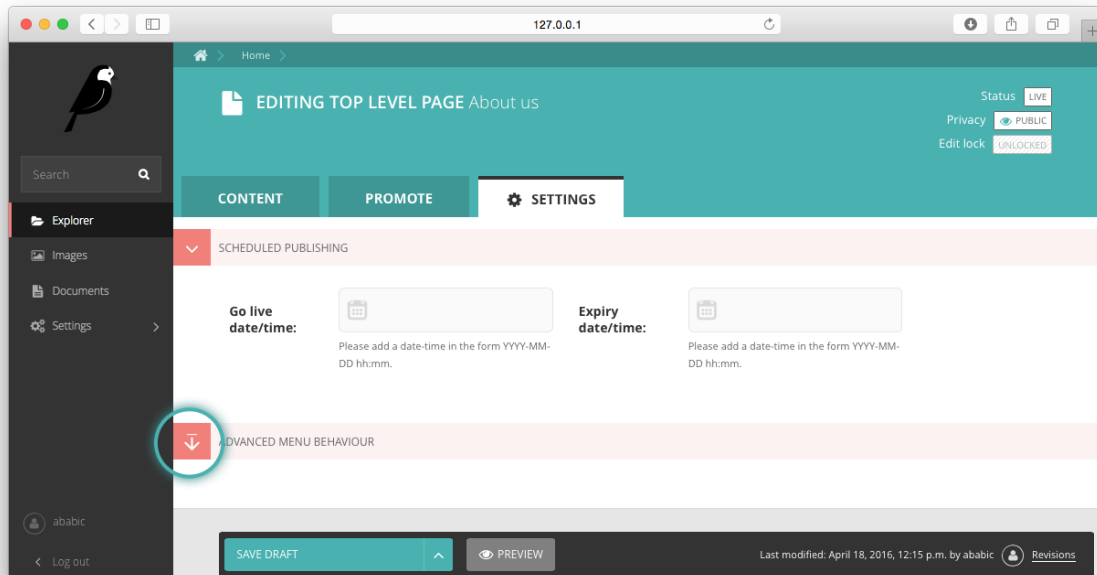 127.0.0.1
Home
EDITING TOP LEVEL PAGE About us
Status LIVE
Privacy PUBLIC
Edit lock UNLOCKED
Search
CONTENT PROMOTE SETTINGS
Explorer
Images
Documents
Settings
SCHEDULED PUBLISHING
Go live
date/time:
Please add a date-time in the form YYYY-MM-
DD hh:mm.
Expiry
date/time:
Please add a date-time in the form YYYY-MM-
DD hh:mm.
ADVANCED MENU BEHAVIOUR
ababic
Log out
SAVE DRAFT PREVIEW Last modified: April 18, 2016, 12:15 p.m. by ababic Revisions